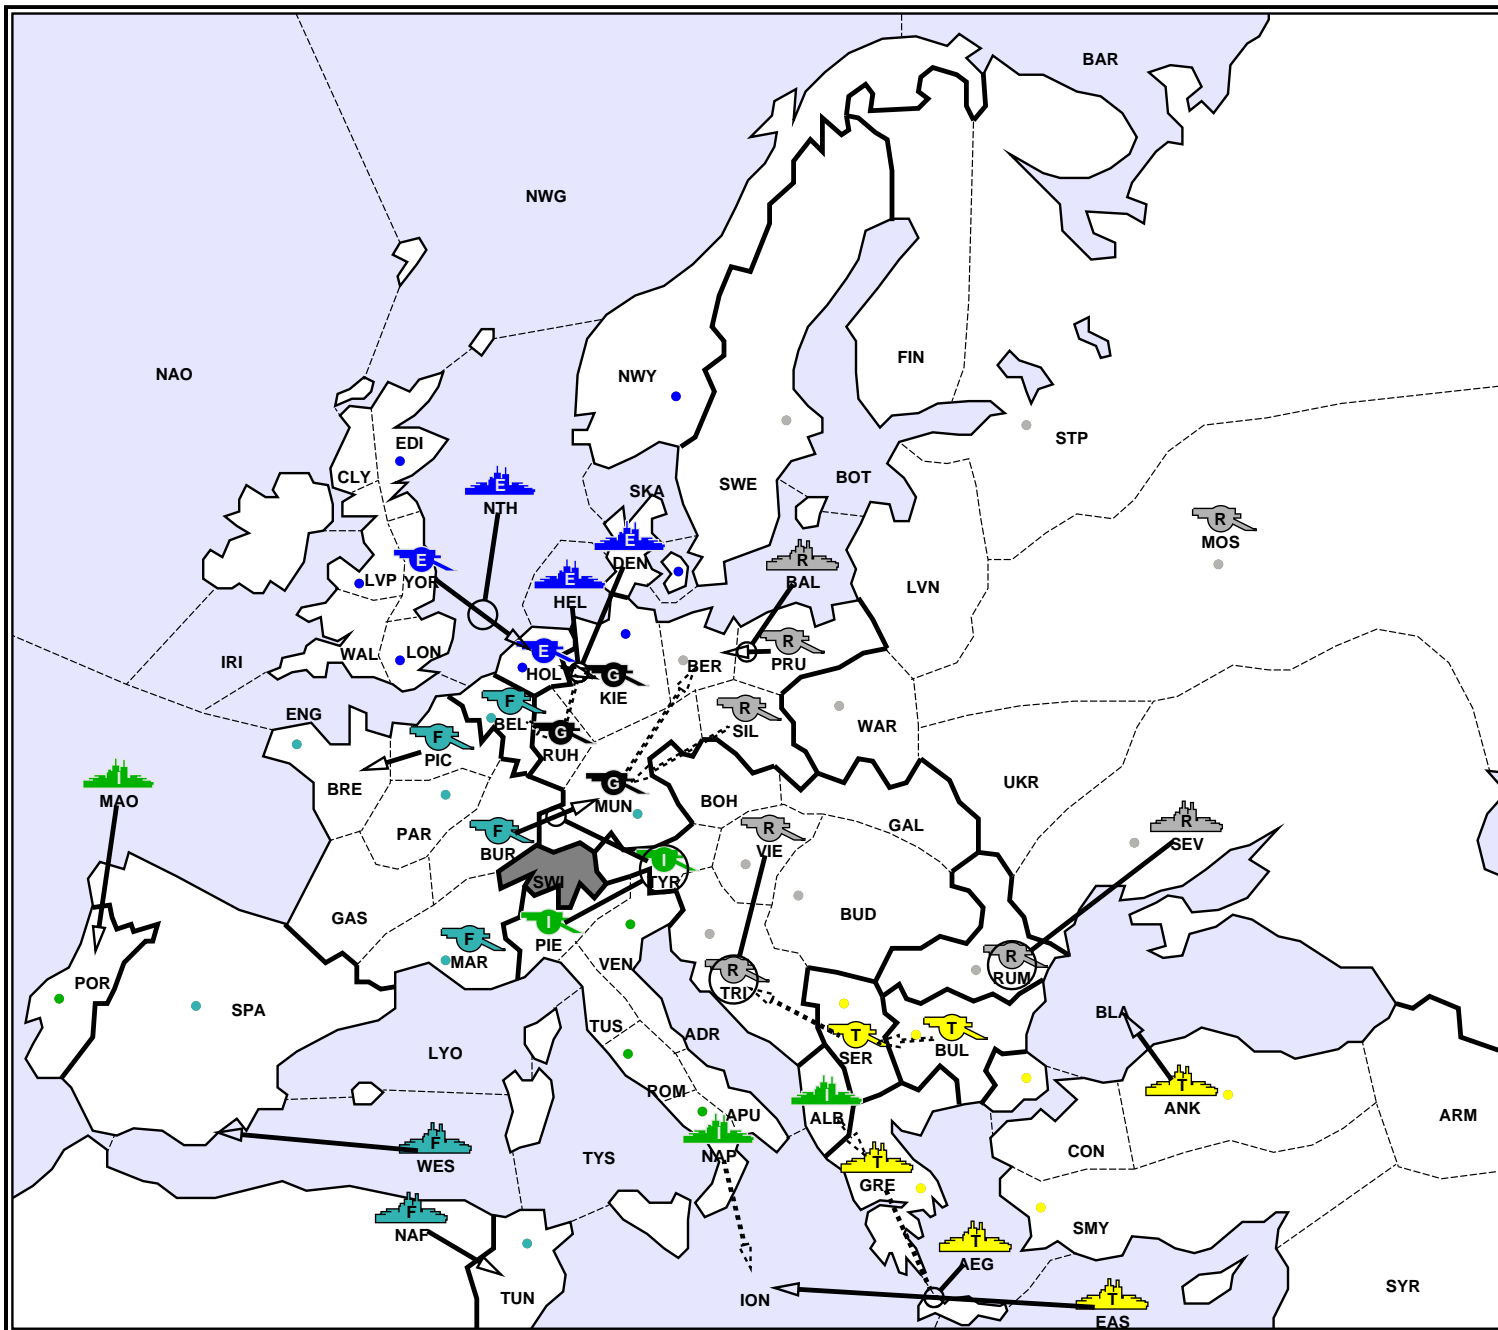 BAR
NWG
FIN
NAO
NWY
STP
EDI
CLY
SWE
BOT
SKA
E
NTH
R
MOS
E
DEN
R
BAL
E
YOR
LVP
E
HEL
LVN
IRI
WAL
LON
E
HOL
G
KIE
BER
R
PRU
ENG
F
BEL
G
RUH
R
SIL
WAR
F
PIC
BRE
I
MAO
G
MUN
BOH
UKR
PAR
F
BUR
R
VIE
GAL
R
SEV
I
TYR
SWI
GAS
BUD
I
PIE
F
MAR
VEN
R
TRI
R
RUM
POR
SPA
BLA
TUS
ADR
T
SER
T
BUL
LYO
ROM
I
ALB
T
ANK
APU
ARM
F
WES
I
NAP
TYS
CON
T
GRE
F
NAF
SMY
T
AEG
SYR
TUN
ION
T
EAS